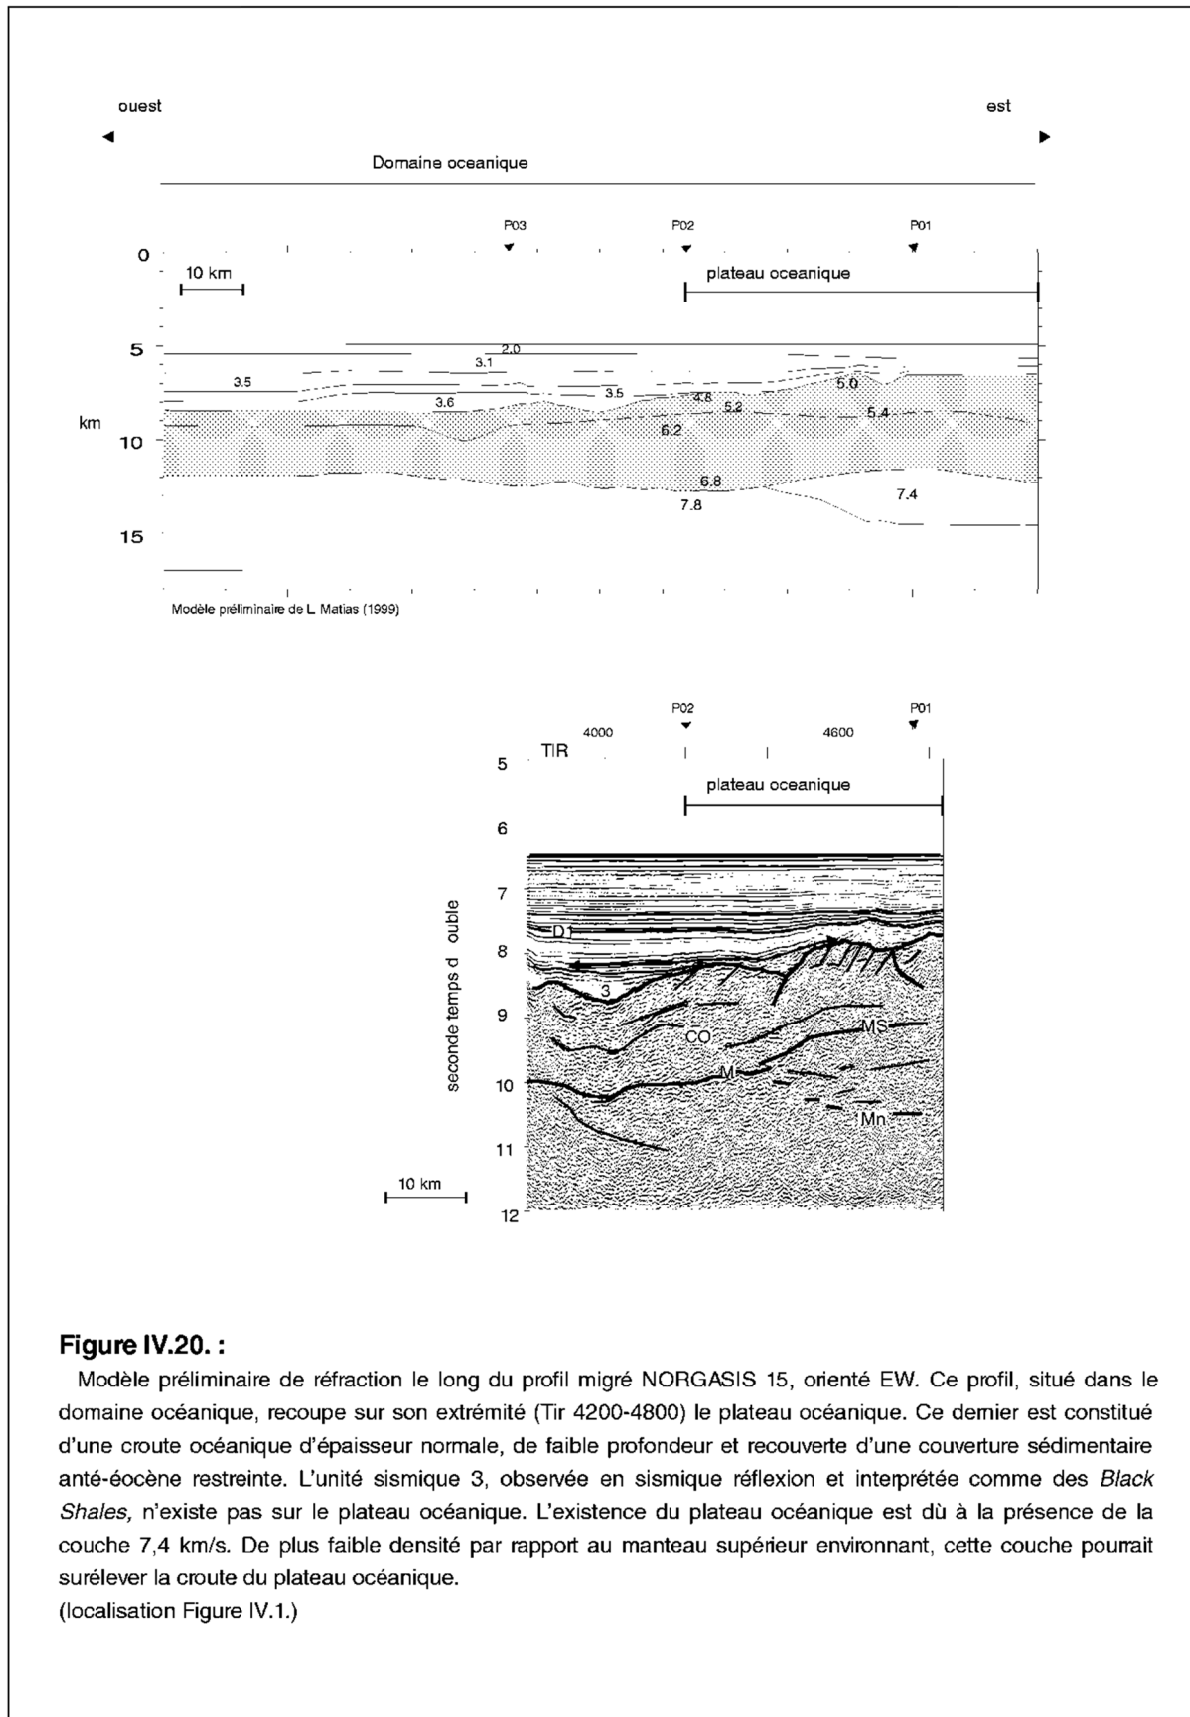 ouest est
Domaine oceanique
P03 P02 P01
0
10 km plateau oceanique
5
2.0
3.1
3.5 3.5 5.0
3.6 4.8
5.2 5.4
km 6.2
10
6.8
7.8 7.4
15
Modèle préliminaire de L. Matias (1999)
P02 P01
4000 4600
TIR
5
plateau oceanique
6
7
D1
8
3
9
CO MS
M
10
Mn
11
10 km
12
seconde temps d ouble
Figure IV.20. :
Modèle préliminaire de réfraction le long du profil migré NORGASIS 15, orienté EW. Ce profil, situé dans le
domaine océanique, recoupe sur son extrémité (Tir 4200-4800) le plateau océanique. Ce dernier est constitué
d'une croute océanique d'épaisseur normale, de faible profondeur et recouverte d'une couverture sédimentaire
anté-éocène restreinte. L'unité sismique 3, observée en sismique réflexion et interprétée comme des Black
Shales, n'existe pas sur le plateau océanique. L'existence du plateau océanique est dù à la présence de la
couche 7,4 km/s. De plus faible densité par rapport au manteau supérieur environnant, cette couche pourrait
surélever la croute du plateau océanique.
(localisation Figure IV.1.)